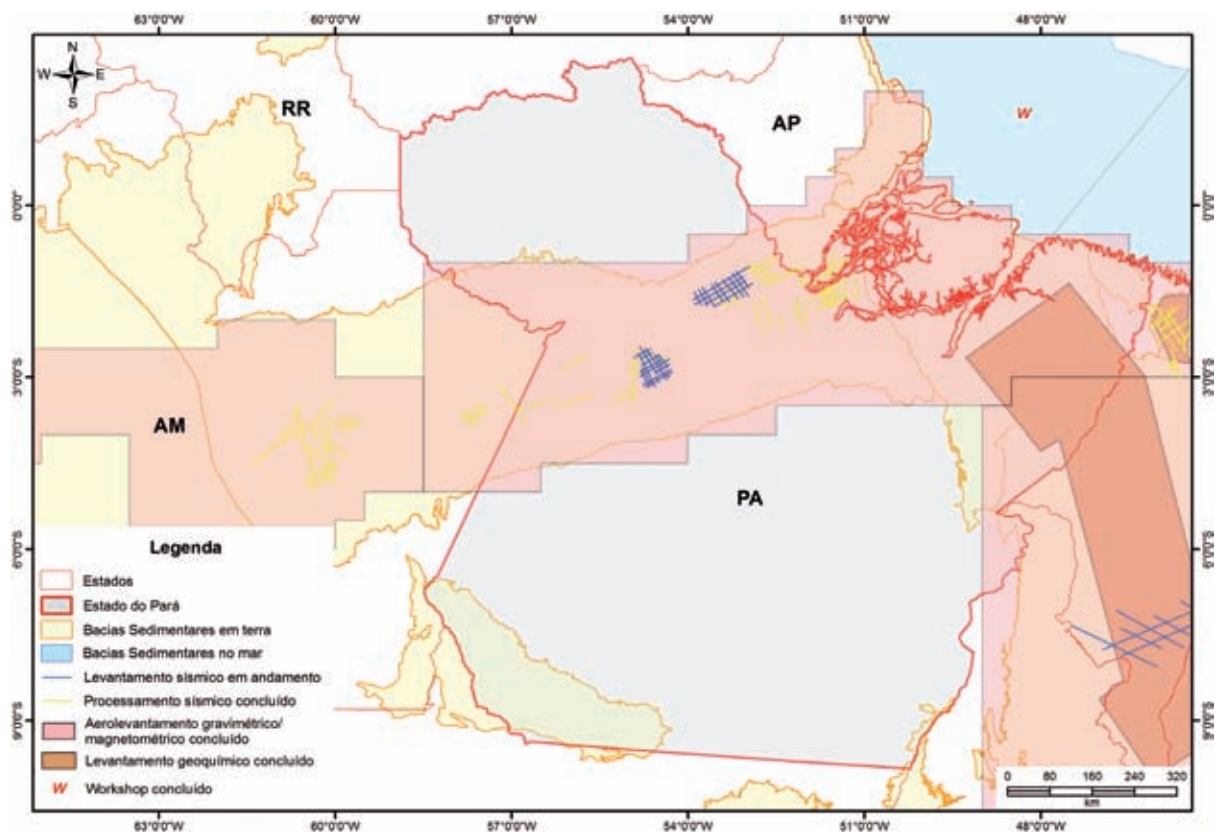 63°0'0"W 60°0'0"W 57°0'0"W 54°0'0"W 51°0'0"W 48°0'0"W
N
W E
S
RR
AP
W
0°0'0"
0°0'0"
3°0'0"S
3°0'0"S
AM
PA
6°0'0"S
6°0'0"S
9°0'0"S
9°0'0"S
Legenda
Estados
Estado do Pará
Bacias Sedimentares em terra
Bacias Sedimentares no mar
Levantamento sísmico em andamento
Processamento sísmico concluído
Aerolevantamento gravimétrico/
magnetométrico concluído
Levantamento geoquímico concluído
W Workshop concluído
0 80 160 240 320
km
63°0'0"W 60°0'0"W 57°0'0"W 54°0'0"W 51°0'0"W 48°0'0"W